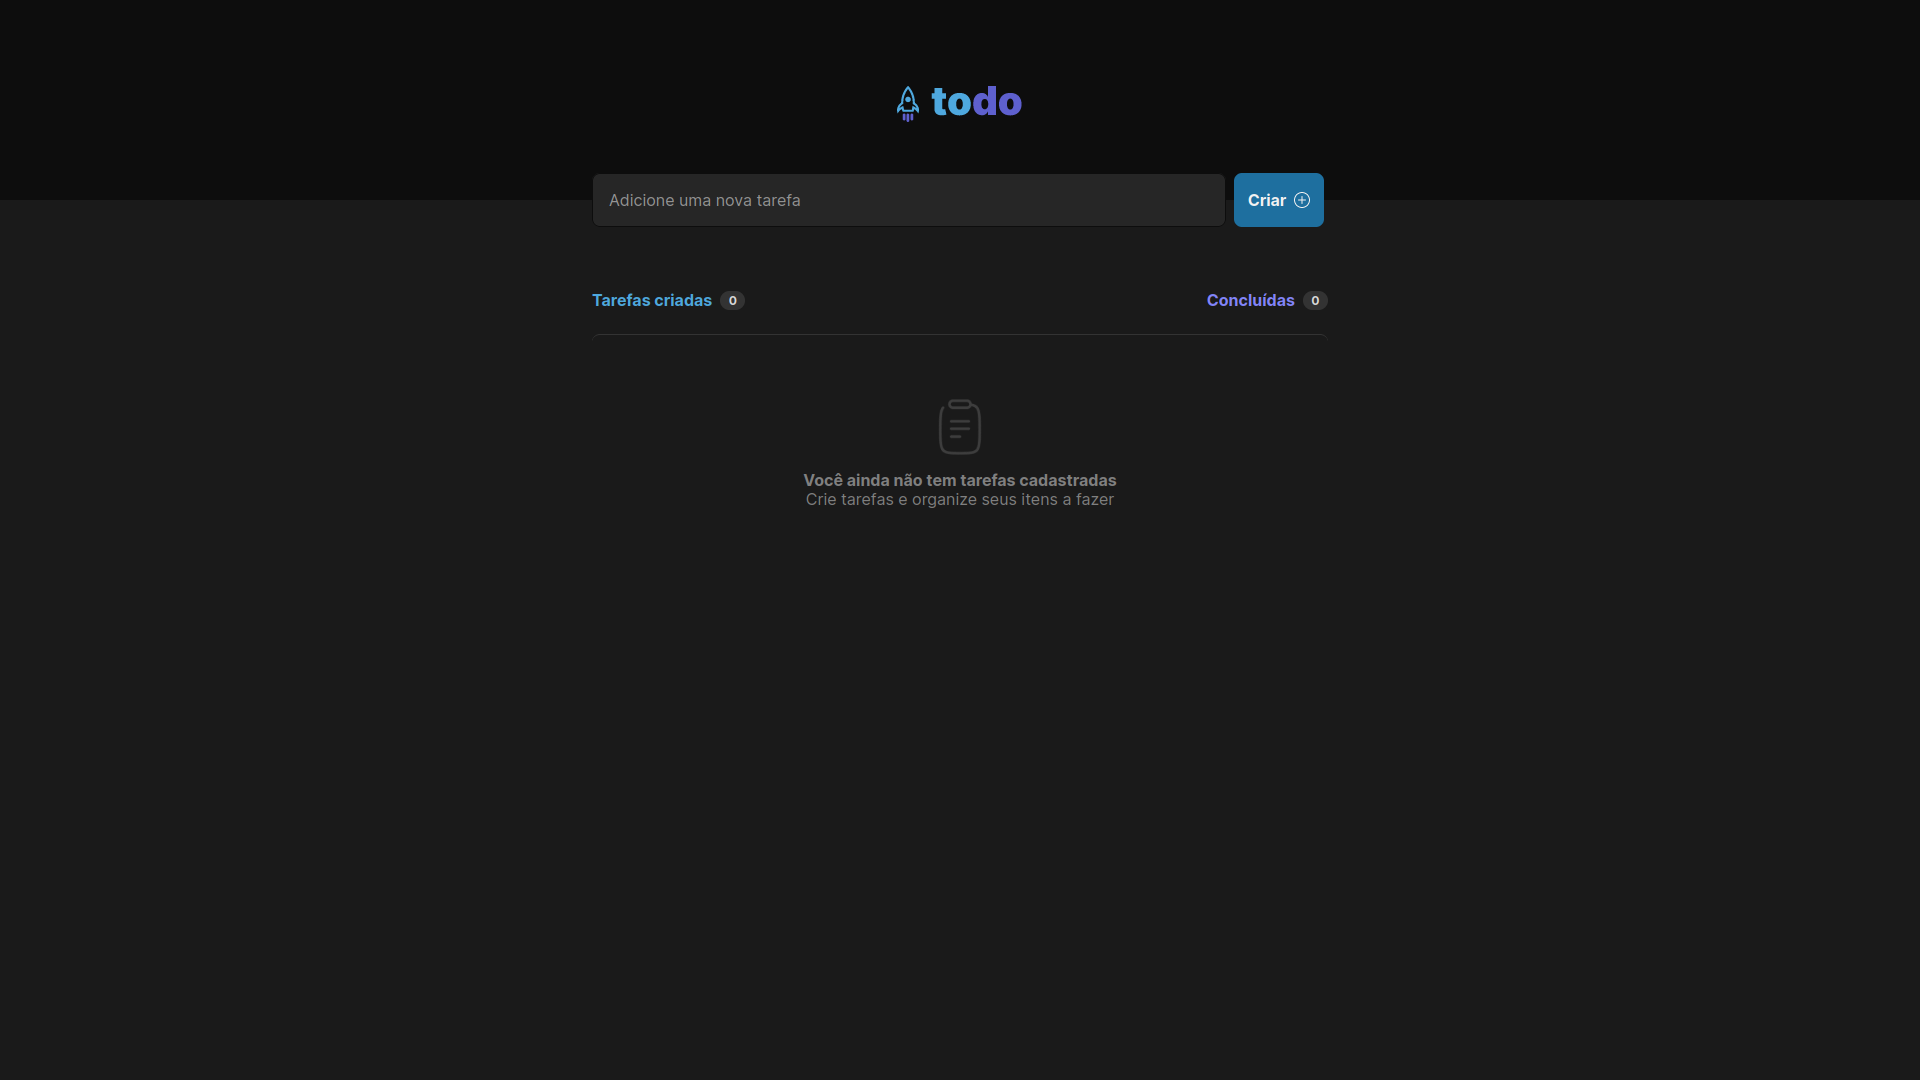 todo
Adicione uma nova tarefa
Criar
Tarefas criadas 0
Concluídas 0
Você ainda não tem tarefas cadastradas
Crie tarefas e organize seus itens a fazer